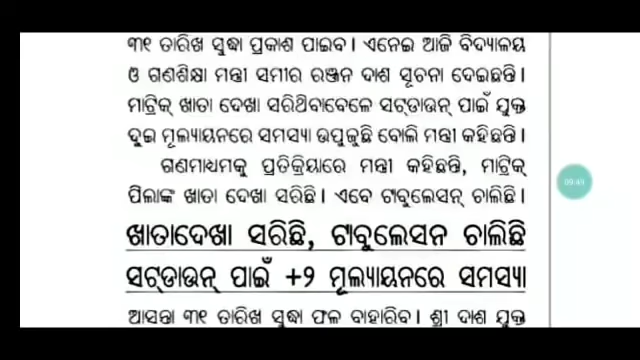 ୩୧ ତାରିଖ ସୁଦ୍ଧା ପ୍ରକାଶ ପାଇବ । ଏନେଇ ଆଜି ବିଦ୍ୟାଳୟ
ଓ ଗଣଶିକ୍ଷା ମନ୍ତ୍ରୀ ସମୀର ରଞ୍ଜନ ଦାଶ ସୂଚନା ଦେଇଛନ୍ତି ।
ମାଟ୍ରିକ୍ ଖାତା ଦେଖା ସରିଥିବାବେଳେ ସଟ୍‌ଡାଉନ୍ ପାଇଁ ଯୁକ୍ତ
ଦୁଇ ମୂଲ୍ୟାୟନରେ ସମସ୍ୟା ଉପୁଜୁଛି ବୋଲି ମନ୍ତ୍ରୀ କହିଛନ୍ତି ।
ଗଣମାଧ୍ୟମକୁ ପ୍ରତିକ୍ରିୟାରେ ମନ୍ତ୍ରୀ କହିଛନ୍ତି, ମାଟ୍ରିକ୍
ପିଲାଙ୍କ ଖାତା ଦେଖା ସରିଛି । ଏବେ ଟାବୁଲେସନ୍ ଚାଲିଛି ।
09:49
ଖାତାଦେଖା ସରିଛି, ଟାବୁଲେସନ ଚାଲିଛି
ସଟ୍‌ଡାଉନ୍ ପାଇଁ +୨ ମୂଲ୍ୟାୟନରେ ସମସ୍ୟା
ଆସନ୍ତା ୩୧ ତାରିଖ ସୁଦ୍ଧା ଫଳ ବାହାରିବ । ଶ୍ରୀ ଦାଶ ଯୁକ୍ତ